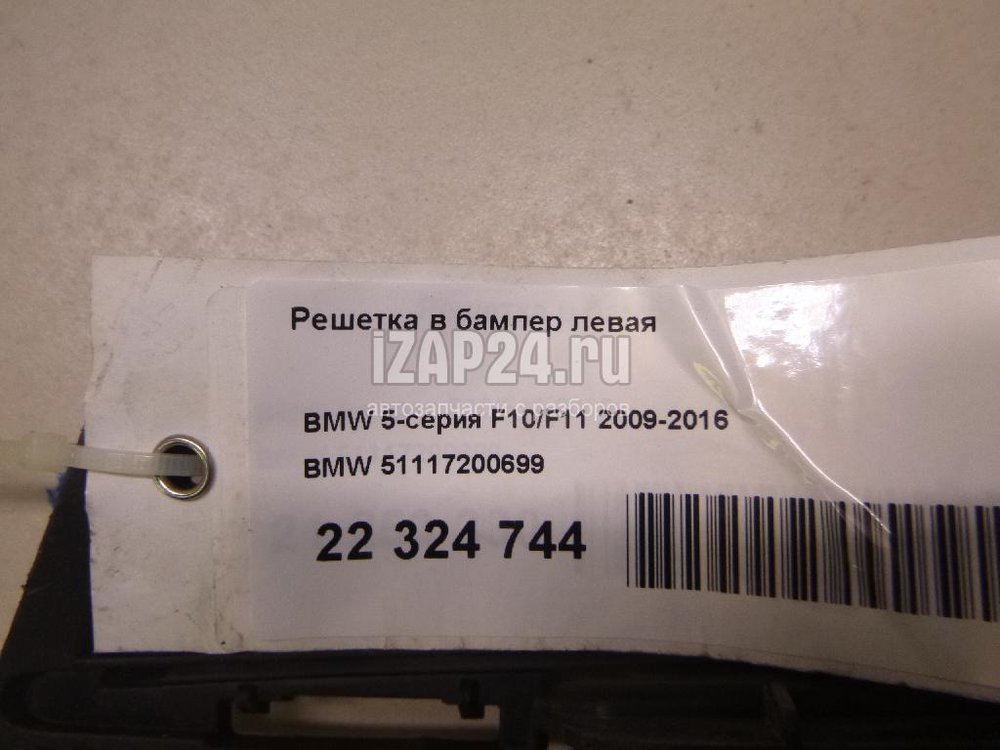 Решетка в бампер левая
iZAP24.ru
автозапчасти с разборов
BMW 5-серия F10/F11 2009-2016
BMW 51117200699
22 324 744